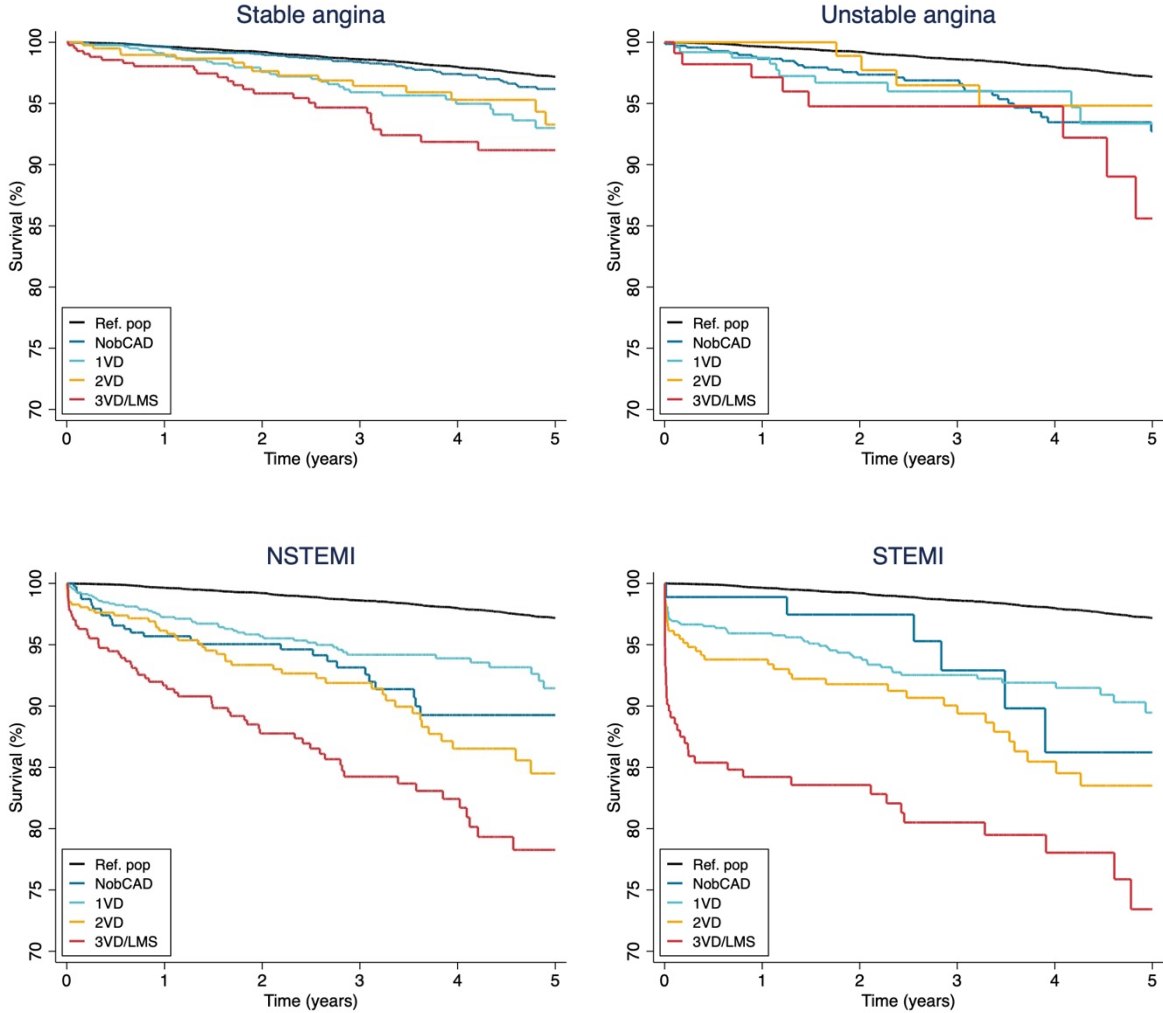 Stable angina
Survival (%)
100
95
90
85
80
75
70
Ref. pop
NobCAD
1VD
2VD
3VD/LMS
0 1 2 3 4 5
Time (years)
Unstable angina
Survival (%)
100
95
90
85
80
75
70
Ref. pop
NobCAD
1VD
2VD
3VD/LMS
0 1 2 3 4 5
Time (years)
NSTEMI
Survival (%)
100
95
90
85
80
75
70
Ref. pop
NobCAD
1VD
2VD
3VD/LMS
0 1 2 3 4 5
Time (years)
STEMI
Survival (%)
100
95
90
85
80
75
70
Ref. pop
NobCAD
1VD
2VD
3VD/LMS
0 1 2 3 4 5
Time (years)